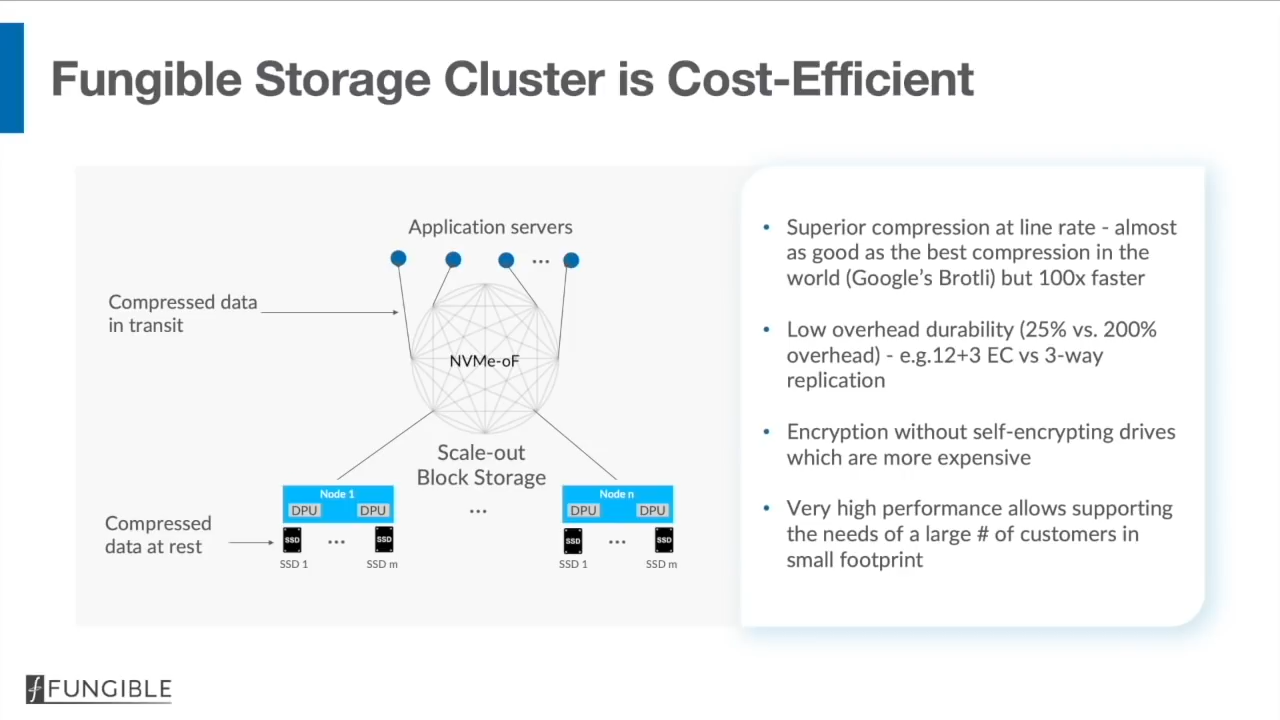 Fungible Storage Cluster is Cost-Efficient
Application servers
...
Compressed data
in transit
NVMe-oF
Scale-out
Block Storage
Node 1
DPU DPU
...
Node n
DPU DPU
Compressed
data at rest
SSD ... SSD
SSD 1 SSD m
SSD ... SSD
SSD 1 SSD m
• Superior compression at line rate - almost
as good as the best compression in the
world (Google's Brotli) but 100x faster
• Low overhead durability (25% vs. 200%
overhead) - e.g.12+3 EC vs 3-way
replication
• Encryption without self-encrypting drives
which are more expensive
• Very high performance allows supporting
the needs of a large # of customers in
small footprint
FUNGIBLE